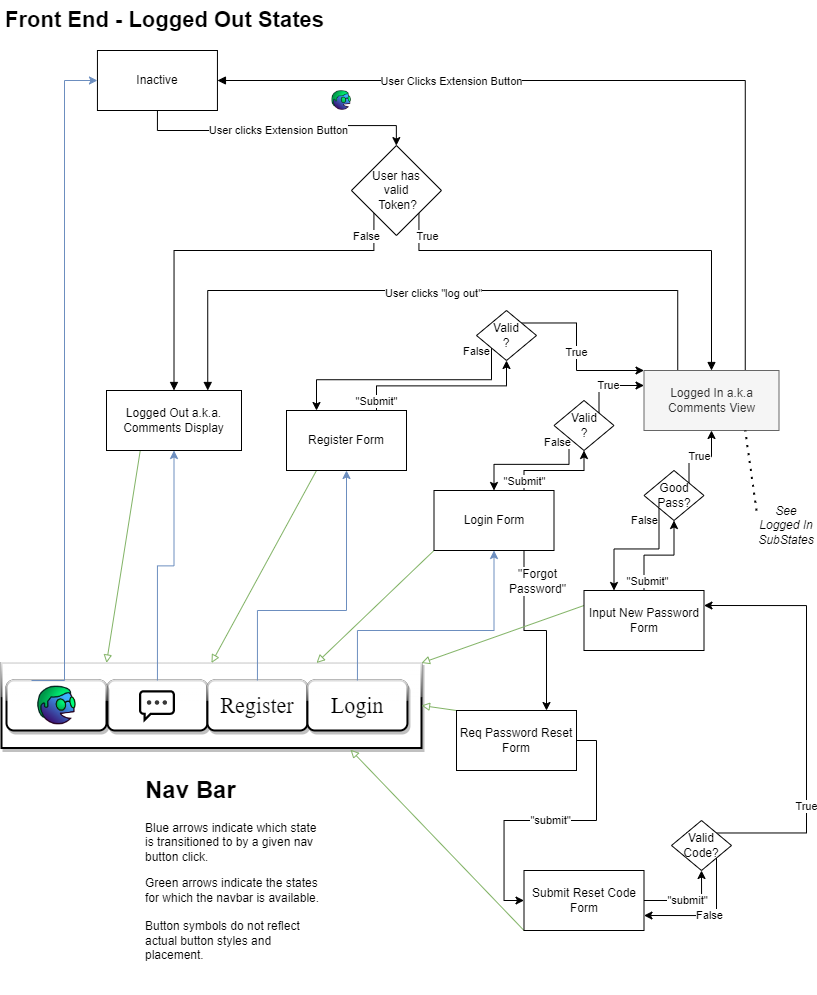 Front End - Logged Out States
Inactive
User Clicks Extension Button
User clicks Extension Button
User has
valid
Token?
False
True
User clicks "log out"
Valid
?
False
True
"Submit"
Logged Out a.k.a.
Comments Display
Register Form
Logged In a.k.a
Comments View
True
Valid
?
False
"Submit"
Login Form
True
Good
Pass?
False
"Submit"
See
Logged In
SubStates
"Forgot
Password"
Input New Password
Form
Register
Login
Req Password Reset
Form
"submit"
True
Valid
Code?
Submit Reset Code
Form
"submit"
False
Nav Bar
Blue arrows indicate which state
is transitioned to by a given nav
button click.
Green arrows indicate the states
for which the navbar is available.
Button symbols do not reflect
actual button styles and
placement.